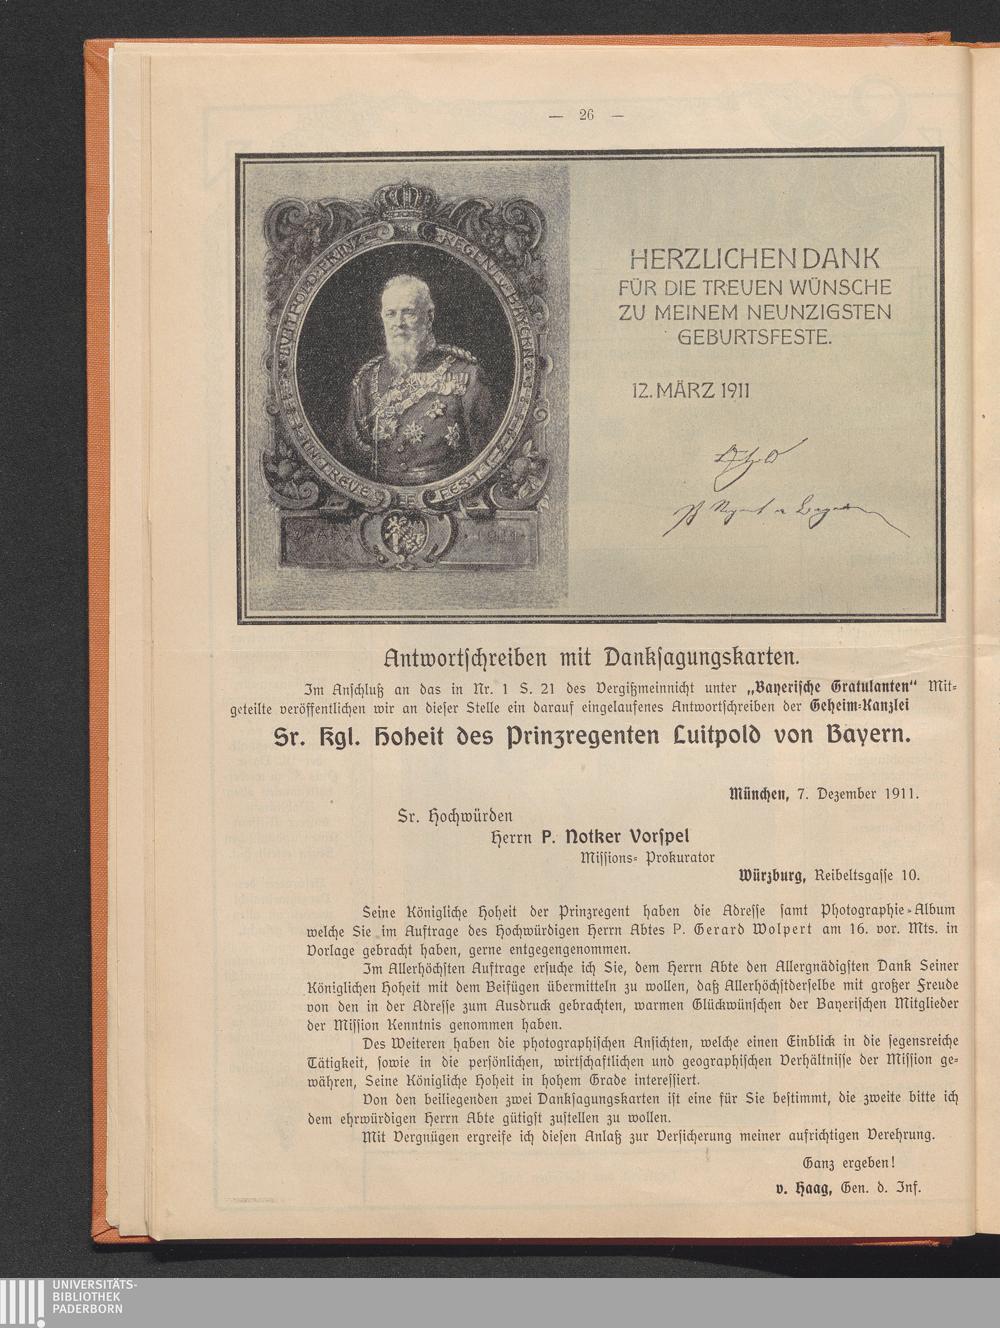 — 26 —
LUITPOLD PRINZ-
REGENT V. BAYERN
IN TREUE
FEST
1911
HERZLICHEN DANK
FÜR DIE TREUEN WÜNSCHE
ZU MEINEM NEUNZIGSTEN
GEBURTSFESTE.
12. MÄRZ 1911
Antwortschreiben mit Danksagungskarten.
Im Anschluß an das in Nr. 1 S. 21 des Vergißmeinnicht unter „Bayerische Gratulanten“ Mit-
geteilte veröffentlichen wir an dieser Stelle ein darauf eingelaufenes Antwortschreiben der Geheim-Kanzlei
Sr. Kgl. Hoheit des Prinzregenten Luitpold von Bayern.
München, 7. Dezember 1911.
Sr. Hochwürden
Herrn P. Notker Vorspel
Missions- Prokurator
Würzburg, Reibeltsgasse 10.
Seine Königliche Hoheit der Prinzregent haben die Adresse samt Photographie-Album
welche Sie im Auftrage des Hochwürdigen Herrn Abtes P. Gerard Wolpert am 16. vor. Mts. in
Vorlage gebracht haben, gerne entgegengenommen.
Im Allerhöchsten Auftrage ersuche ich Sie, dem Herrn Abte den Allergnädigsten Dank Seiner
Königlichen Hoheit mit dem Beifügen übermitteln zu wollen, daß Allerhöchstderselbe mit großer Freude
von den in der Adresse zum Ausdruck gebrachten, warmen Glückwünschen der Bayerischen Mitglieder
der Mission Kenntnis genommen haben.
Des Weiteren haben die photographischen Ansichten, welche einen Einblick in die segensreiche
Tätigkeit, sowie in die persönlichen, wirtschaftlichen und geographischen Verhältnisse der Mission ge-
währen, Seine Königliche Hoheit in hohem Grade interessiert.
Von den beiliegenden zwei Danksagungskarten ist eine für Sie bestimmt, die zweite bitte ich
dem ehrwürdigen Herrn Abte gütigst zustellen zu wollen.
Mit Vergnügen ergreife ich diesen Anlaß zur Versicherung meiner aufrichtigen Verehrung.
Ganz ergeben!
v. Haag, Gen. d. Inf.
UNIVERSITÄTS-
BIBLIOTHEK
PADERBORN